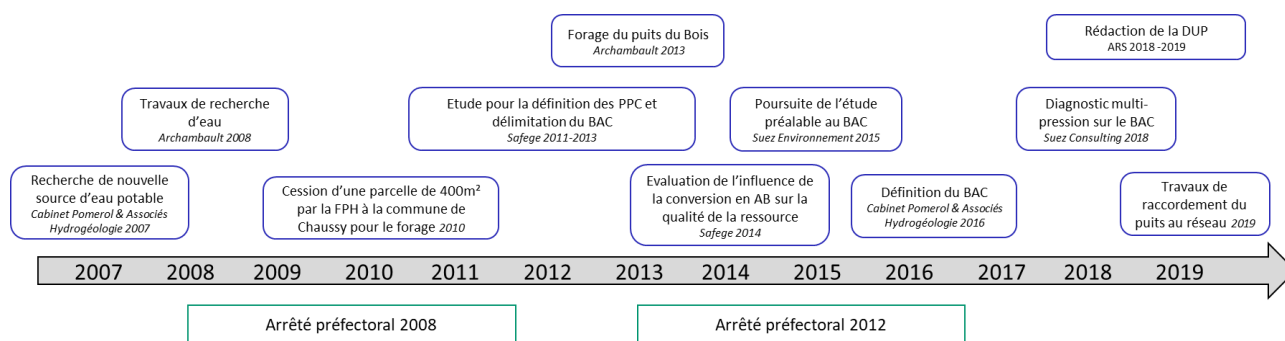 Forage du puits du Bois
Archambault 2013
Rédaction de la DUP
ARS 2018 -2019
Travaux de recherche
d'eau
Archambault 2008
Etude pour la définition des PPC et
délimitation du BAC
Safege 2011-2013
Poursuite de l'étude
préalable au BAC
Suez Environnement 2015
Diagnostic multi-
pression sur le BAC
Suez Consulting 2018
Recherche de nouvelle
source d'eau potable
Cabinet Pomerol & Associés
Hydrogéologie 2007
Cession d'une parcelle de 400m²
par la FPH à la commune de
Chaussy pour le forage 2010
Evaluation de l'influence de
la conversion en AB sur la
qualité de la ressource
Safege 2014
Définition du BAC
Cabinet Pomerol & Associés
Hydrogéologie 2016
Travaux de
raccordement du
puits au réseau 2019
2007 2008 2009 2010 2011 2012 2013 2014 2015 2016 2017 2018 2019
Arrêté préfectoral 2008
Arrêté préfectoral 2012